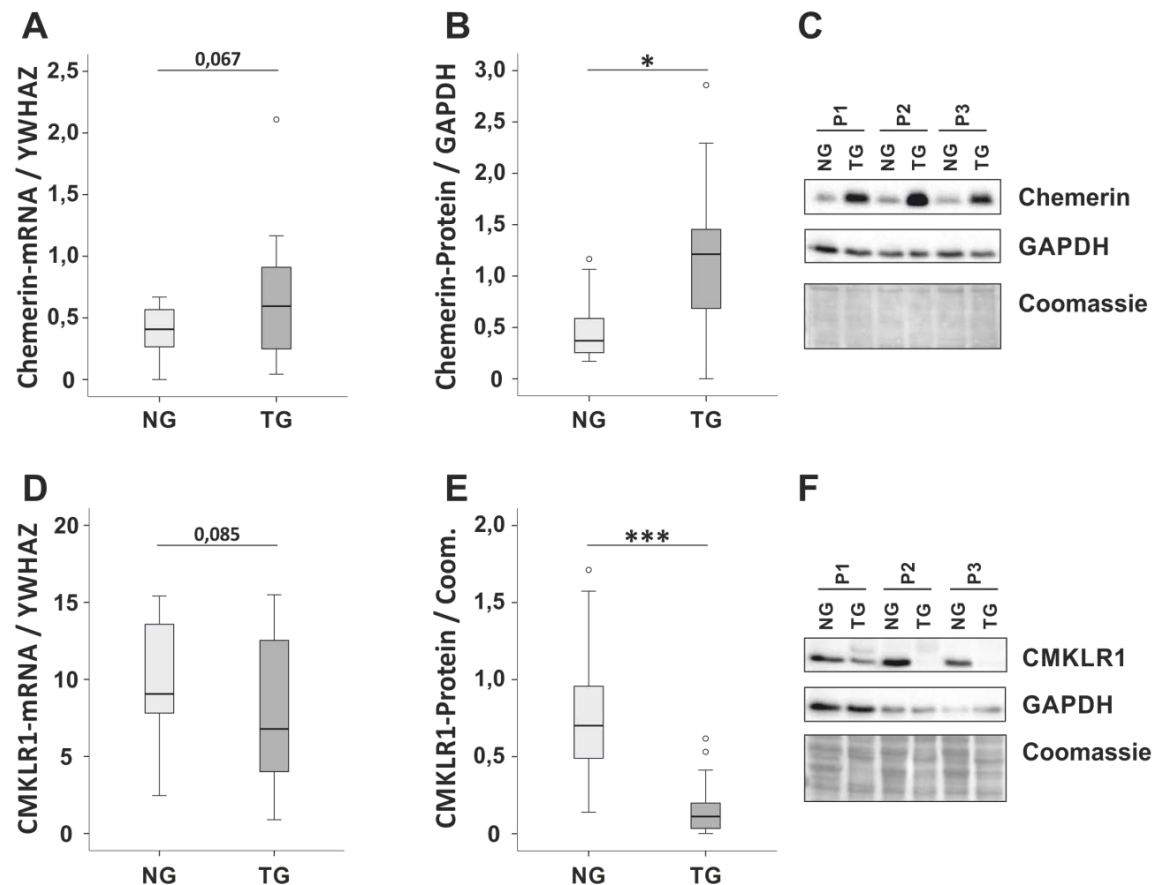 A
Chemerin-mRNA / YWHAZ
2,5
2,0
1,5
1,0
0,5
0
0,067
NG TG
B
Chemerin-Protein / GAPDH
3,0
2,5
2,0
1,5
1,0
0,5
0
*
NG TG
C
P1 P2 P3
NG TG NG TG NG TG
Chemerin
GAPDH
Coomassie
D
CMKLR1-mRNA / YWHAZ
20
15
10
5
0
0,085
NG TG
E
CMKLR1-Protein / Coom.
2,0
1,5
1,0
0,5
0
***
NG TG
F
P1 P2 P3
NG TG NG TG NG TG
CMKLR1
GAPDH
Coomassie